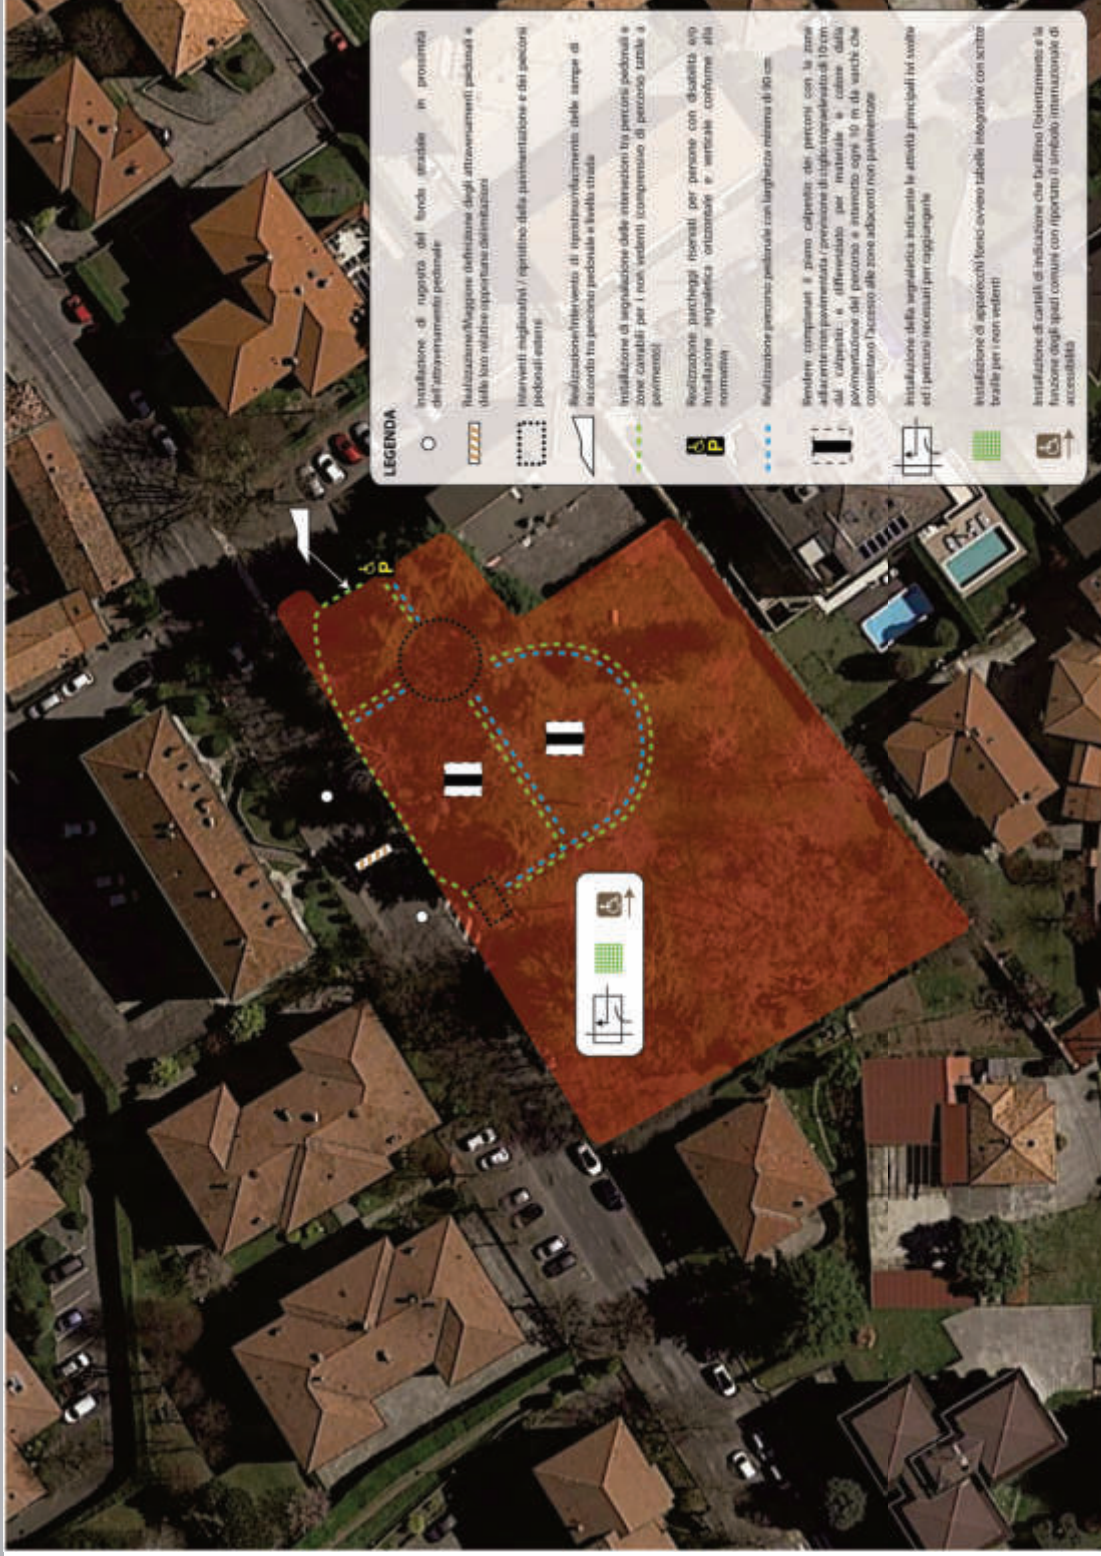 LEGENDA
Installazione di rugosità del fondo stradale in prossimità
dell'attraversamento pedonale
Realizzazione/Maggiore definizione degli attraversamenti pedonali e
delle loro relative opportune delimitazioni
Interventi migliorativi / ripristino della pavimentazione e dei percorsi
pedonali esterni
Realizzazione/intervento di ripristino/rifacimento delle rampe di
raccordo tra percorso pedonale e livello strada
Installazione di segnalazione delle intersezioni tra percorsi pedonali e
zone carrabili per i non vedenti (comprensivo di percorso tattile a
pavimento)
Realizzazione parcheggi riservati per persone con disabilità e/o
Installazione segnaletica orizzontale e verticale conforme alla
normativa
Realizzazione percorso pedonale con larghezza minima di 90 cm
Rendere complanari il piano calpestio dei percorsi con la zone
adiacente non pavimentata / previsione di ciglio sopraelevato di 10 cm
dal calpestio e differenziato per materiale e colore dalla
pavimentazione del percorso e interrotto ogni 10 m da varchi che
consentano l'accesso alle zone adiacenti non pavimentate
Installazione della segnaletica indicante le attività principali ivi svolte
ed i percorsi necessari per raggiungerle
Installazione di apparecchi fonici ovvero tabelle integrative con scritte
braille per i non vedenti
Installazione di cartelli di indicazione che facilitino l'orientamento e la
fruizione degli spazi comuni con riportato il simbolo internazionale di
accessibilità
P
P